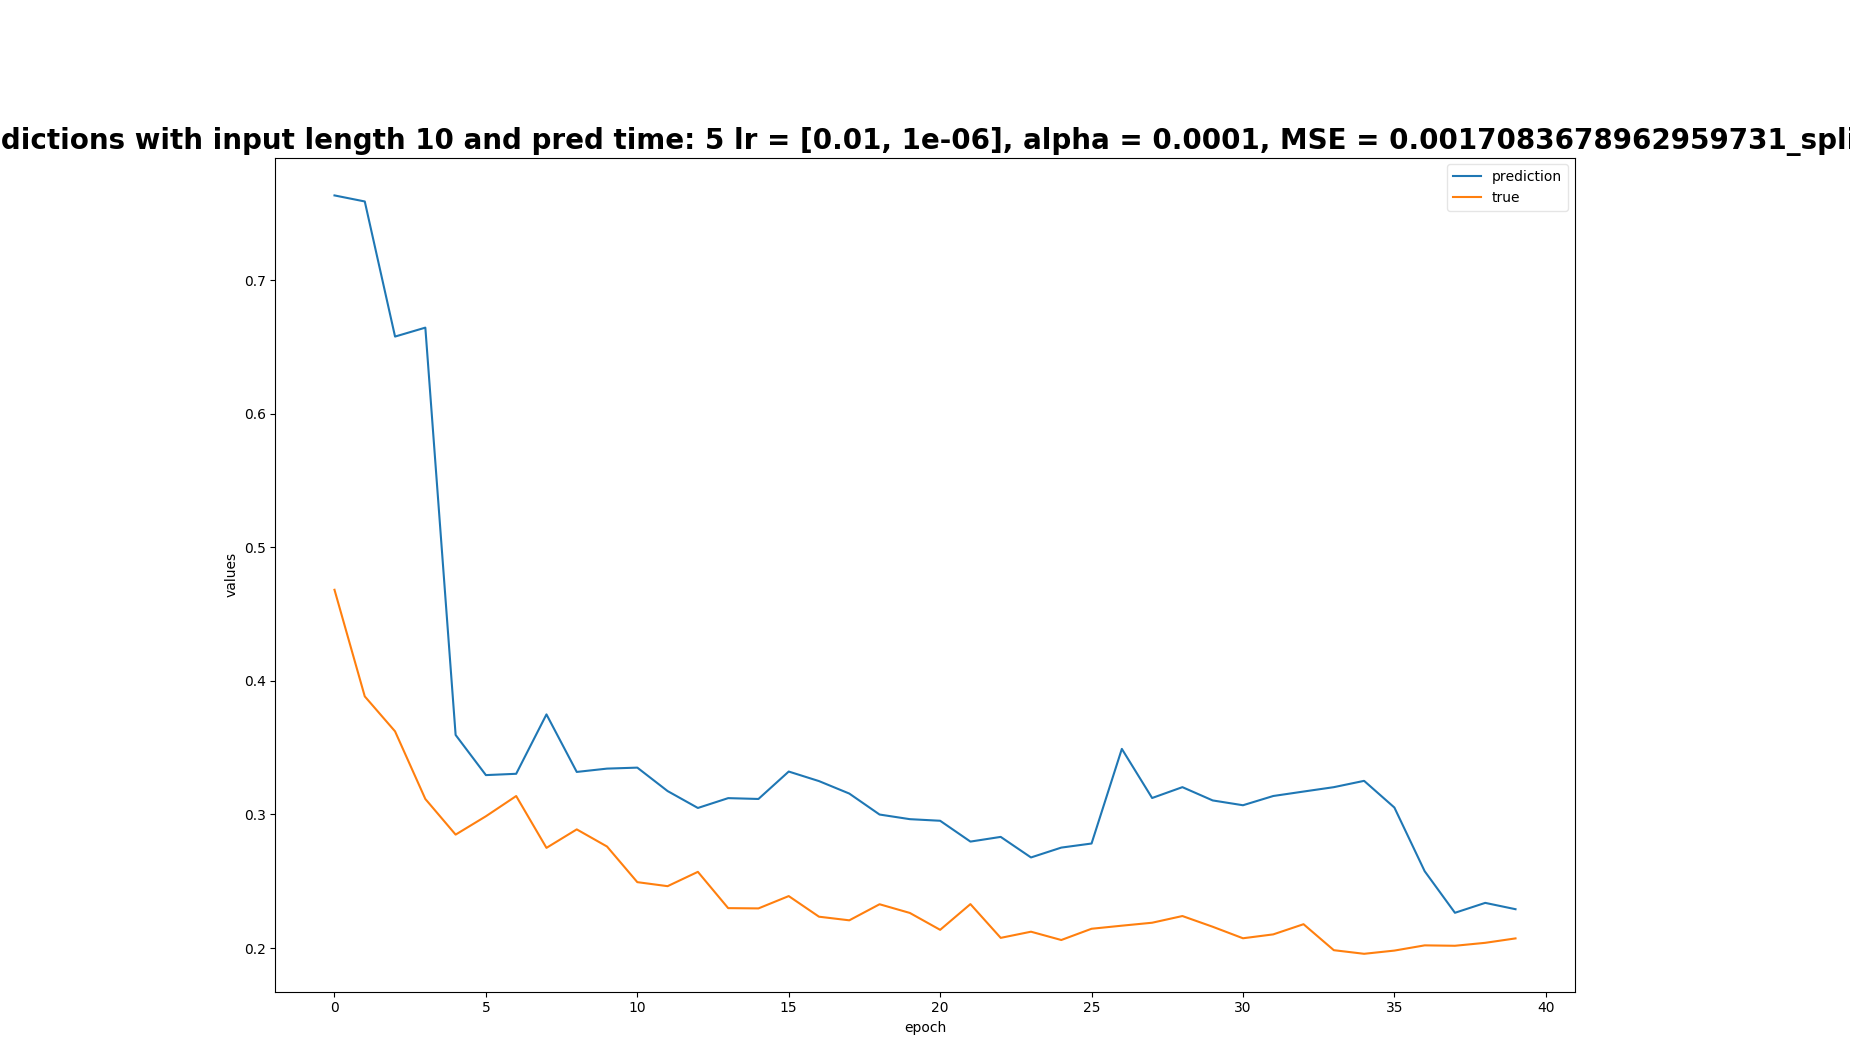 dictions with input length 10 and pred time: 5 lr = [0.01, 1e-06], alpha = 0.0001, MSE = 0.0017083678962959731_spli
prediction
true
0.7
0.6
0.5
0.4
0.3
0.2
values
0 5 10 15 20 25 30 35 40
epoch